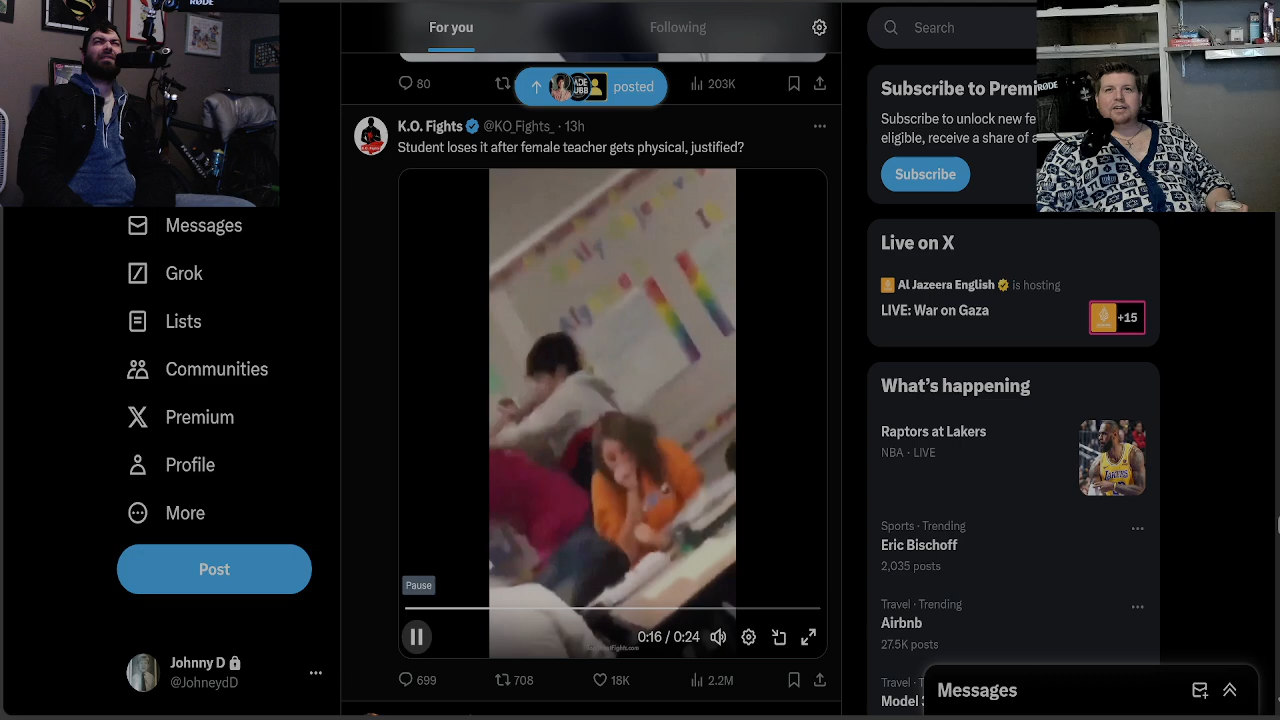 RØDE
RØDE
For you
Following
Search
80
posted
203K
K.O. Fights @KO_Fights_ · 13h
Student loses it after female teacher gets physical, justified?
Subscribe to Premi
Subscribe to unlock new fe
eligible, receive a share of a
Subscribe
Messages
Grok
Lists
Communities
Premium
Profile
More
Post
Johnny D
@JohneydD
Pause
0:16 / 0:24
699
708
18K
2.2M
Live on X
Al Jazeera English is hosting
LIVE: War on Gaza
+15
What's happening
Raptors at Lakers
NBA · LIVE
Sports · Trending
Eric Bischoff
2,035 posts
Travel · Trending
Airbnb
27.5K posts
Travel · T
Model
Messages